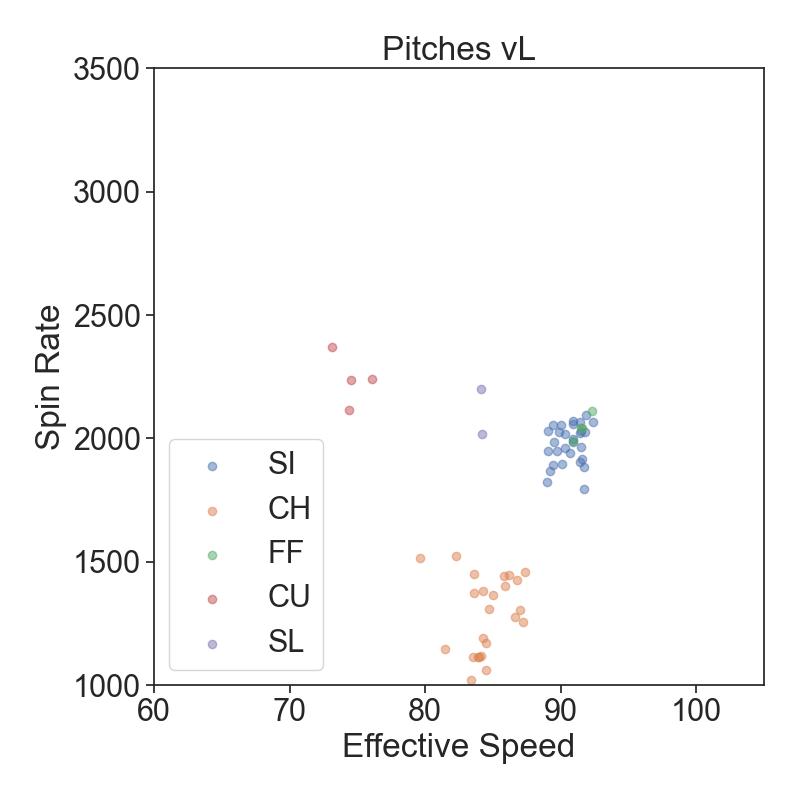 Pitches vL
3500
3000
2500
2000
1500
1000
Spin Rate
SI
CH
FF
CU
SL
60 70 80 90 100
Effective Speed